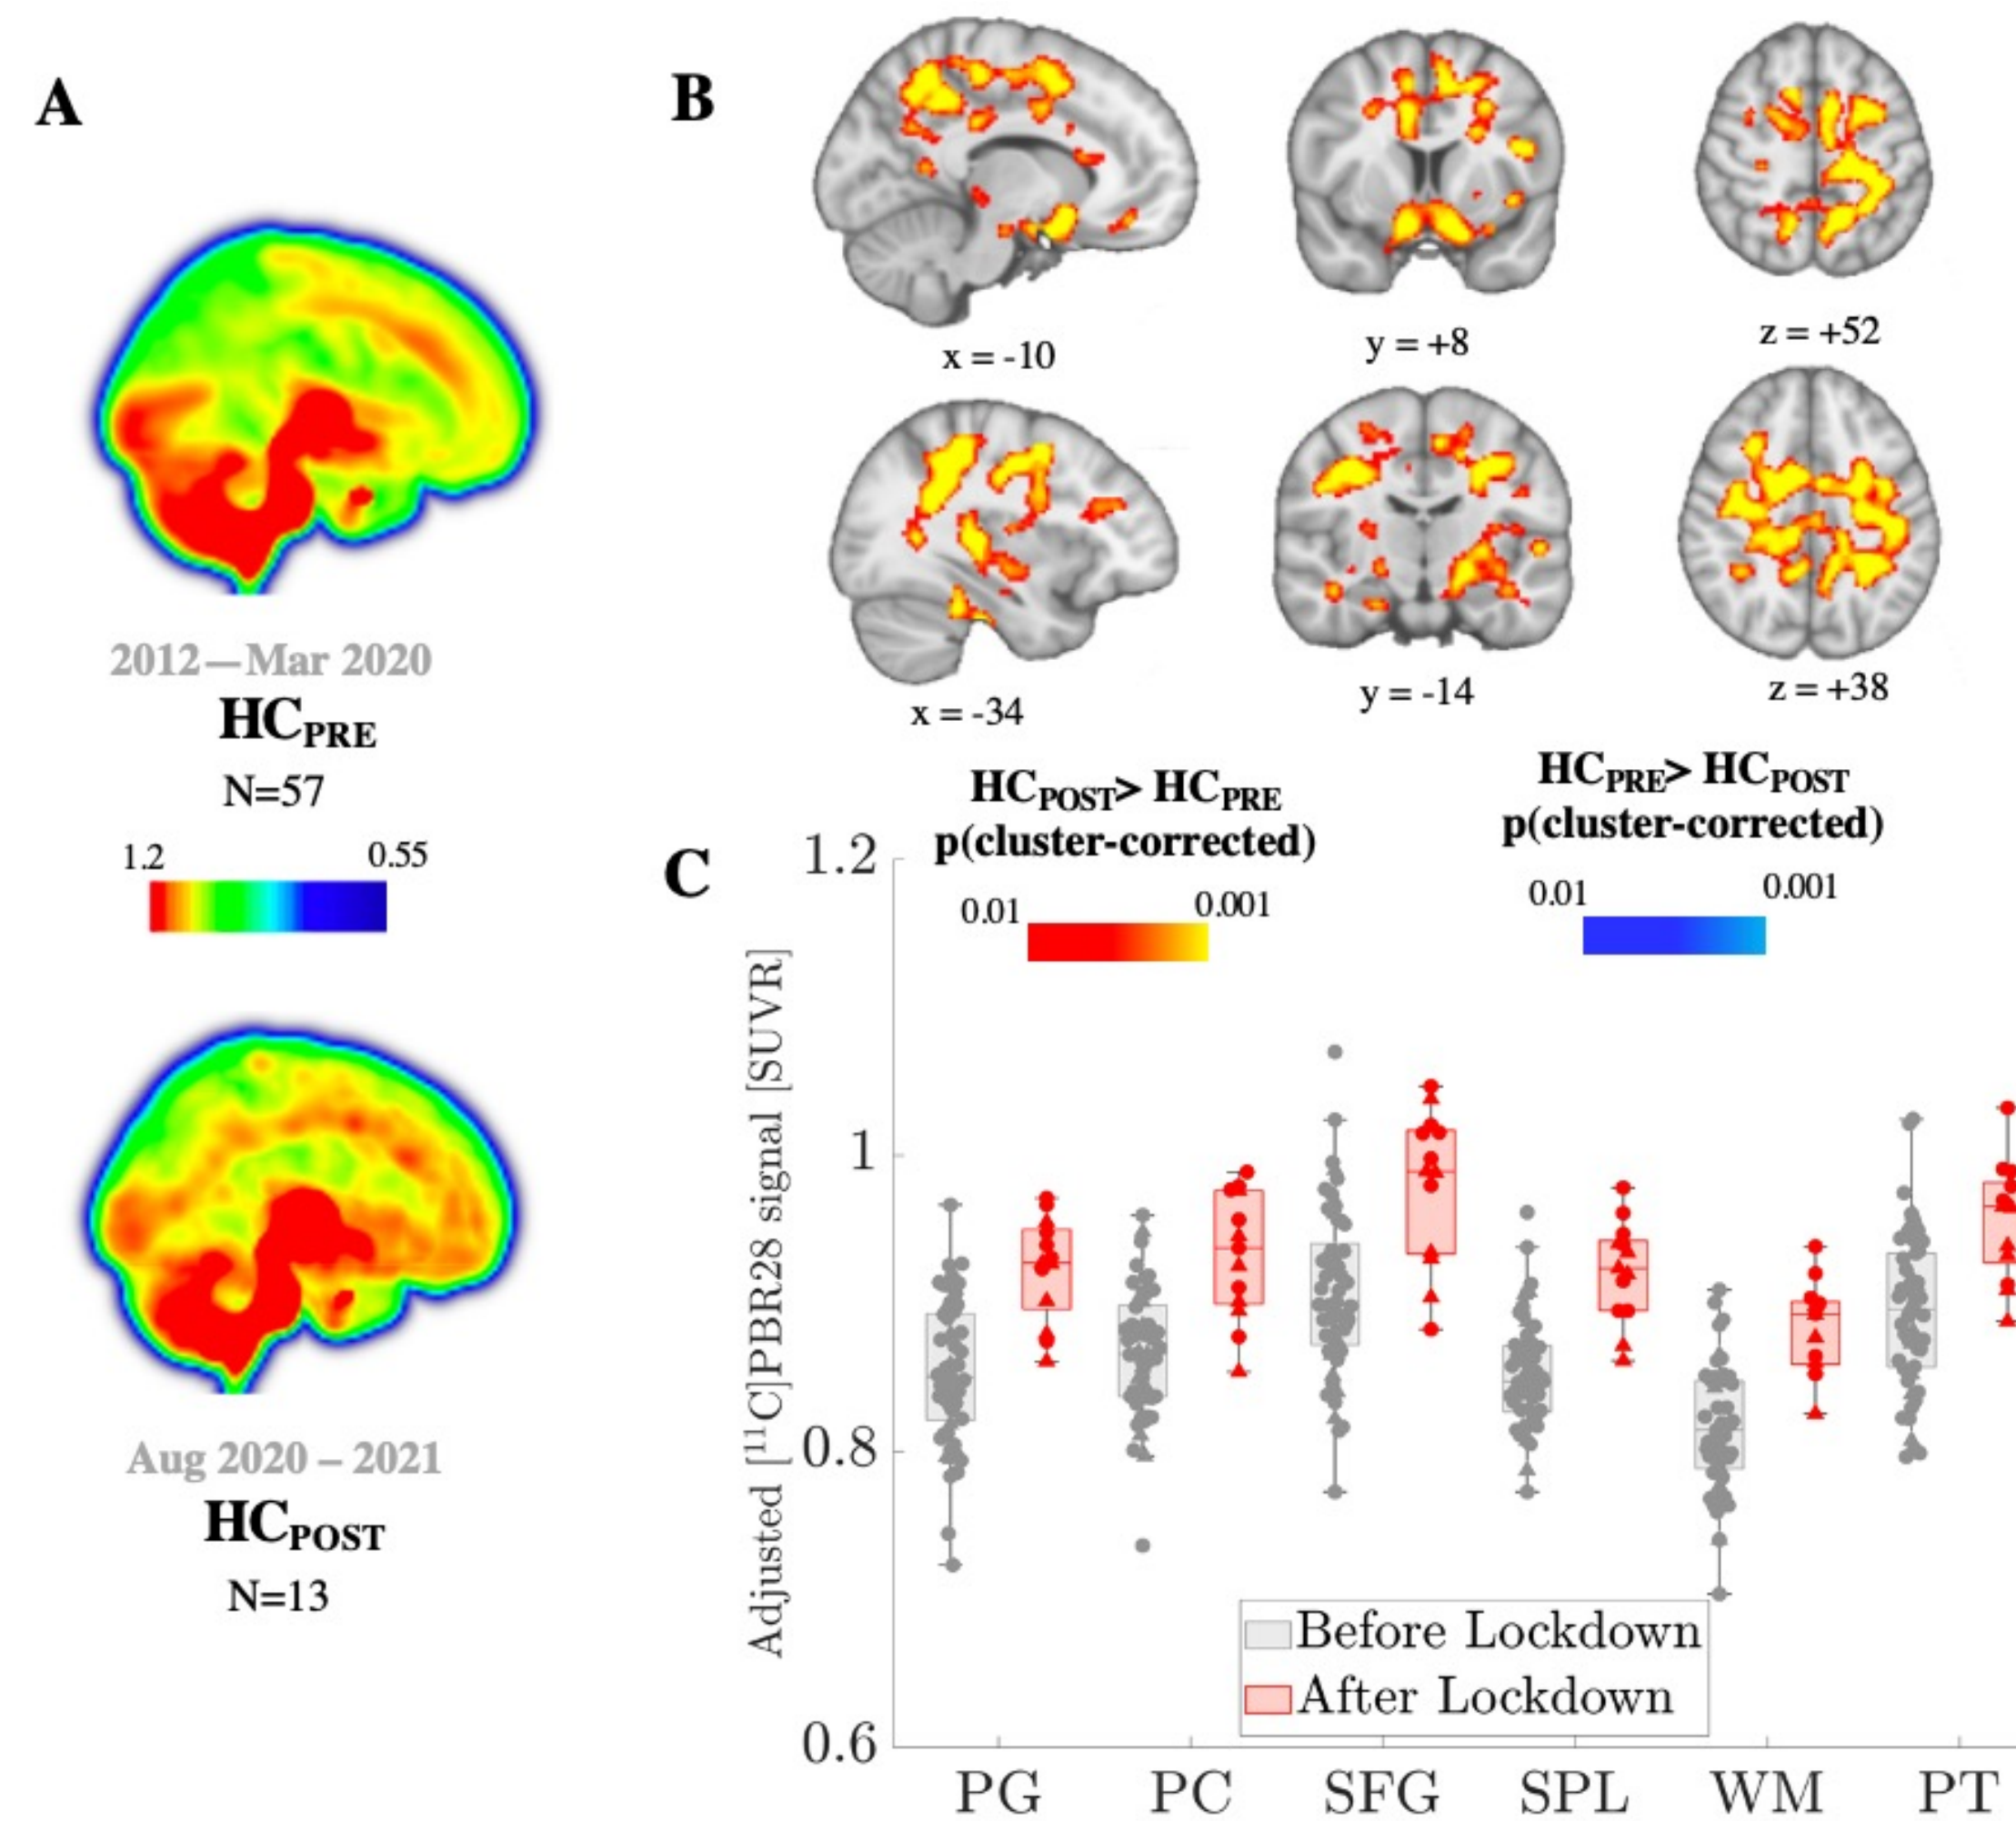 A
2012—Mar 2020
HCPRE
N=57
1.2 0.55
Aug 2020 – 2021
HCPOST
N=13
B
x = -10
y = +8
z = +52
x = -34
y = -14
z = +38
HCPOST> HCPRE
p(cluster-corrected)
0.01 0.001
HCPRE> HCPOST
p(cluster-corrected)
0.01 0.001
C
Adjusted [11C]PBR28 signal [SUVR]
1.2
1
0.8
0.6
Before Lockdown
After Lockdown
PG PC SFG SPL WM PT